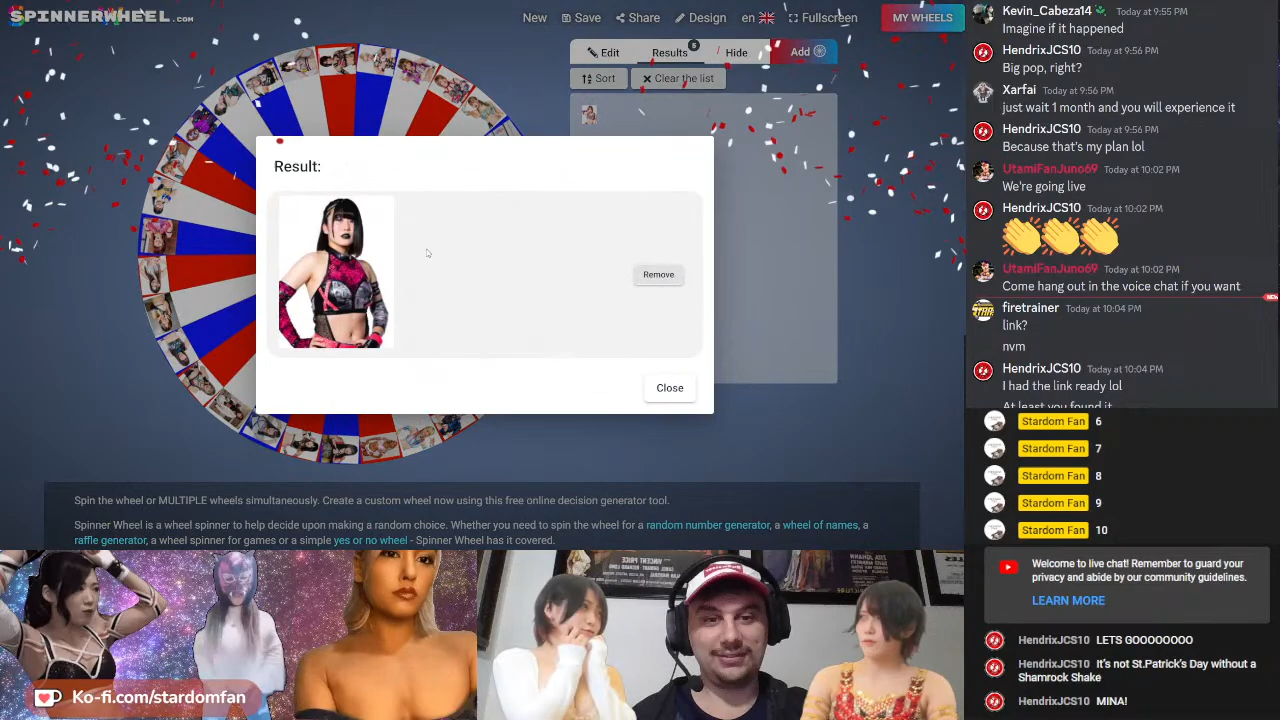 SPINNERWHEEL.COM
New
Save
Share
Design
en
Fullscreen
MY WHEELS
Edit
Results
5
Hide
Add
Sort
Clear the list
Result:
Remove
Close
Spin the wheel or MULTIPLE wheels simultaneously. Create a custom wheel now using this free online decision generator tool.
Spinner Wheel is a wheel spinner to help decide upon making a random choice. Whether you need to spin the wheel for a random number generator, a wheel of names, a
raffle generator, a wheel spinner for games or a simple yes or no wheel - Spinner Wheel has it covered.
Ko-fi.com/stardomfan
Kevin_Cabeza14 Today at 9:55 PM
Imagine if it happened
HendrixJCS10 Today at 9:56 PM
Big pop, right?
Xarfai Today at 9:56 PM
just wait 1 month and you will experience it
HendrixJCS10 Today at 9:56 PM
Because that's my plan lol
UtamiFanJuno69 Today at 10:02 PM
We're going live
HendrixJCS10 Today at 10:02 PM
UtamiFanJuno69 Today at 10:02 PM
Come hang out in the voice chat if you want
NEW
firetrainer Today at 10:04 PM
link?
nvm
HendrixJCS10 Today at 10:04 PM
I had the link ready lol
At least you found it
Stardom Fan 6
Stardom Fan 7
Stardom Fan 8
Stardom Fan 9
Stardom Fan 10
Welcome to live chat! Remember to guard your
privacy and abide by our community guidelines.
LEARN MORE
HendrixJCS10 LETS GOOOOOOOO
HendrixJCS10 It's not St.Patrick's Day without a
Shamrock Shake
HendrixJCS10 MINA!